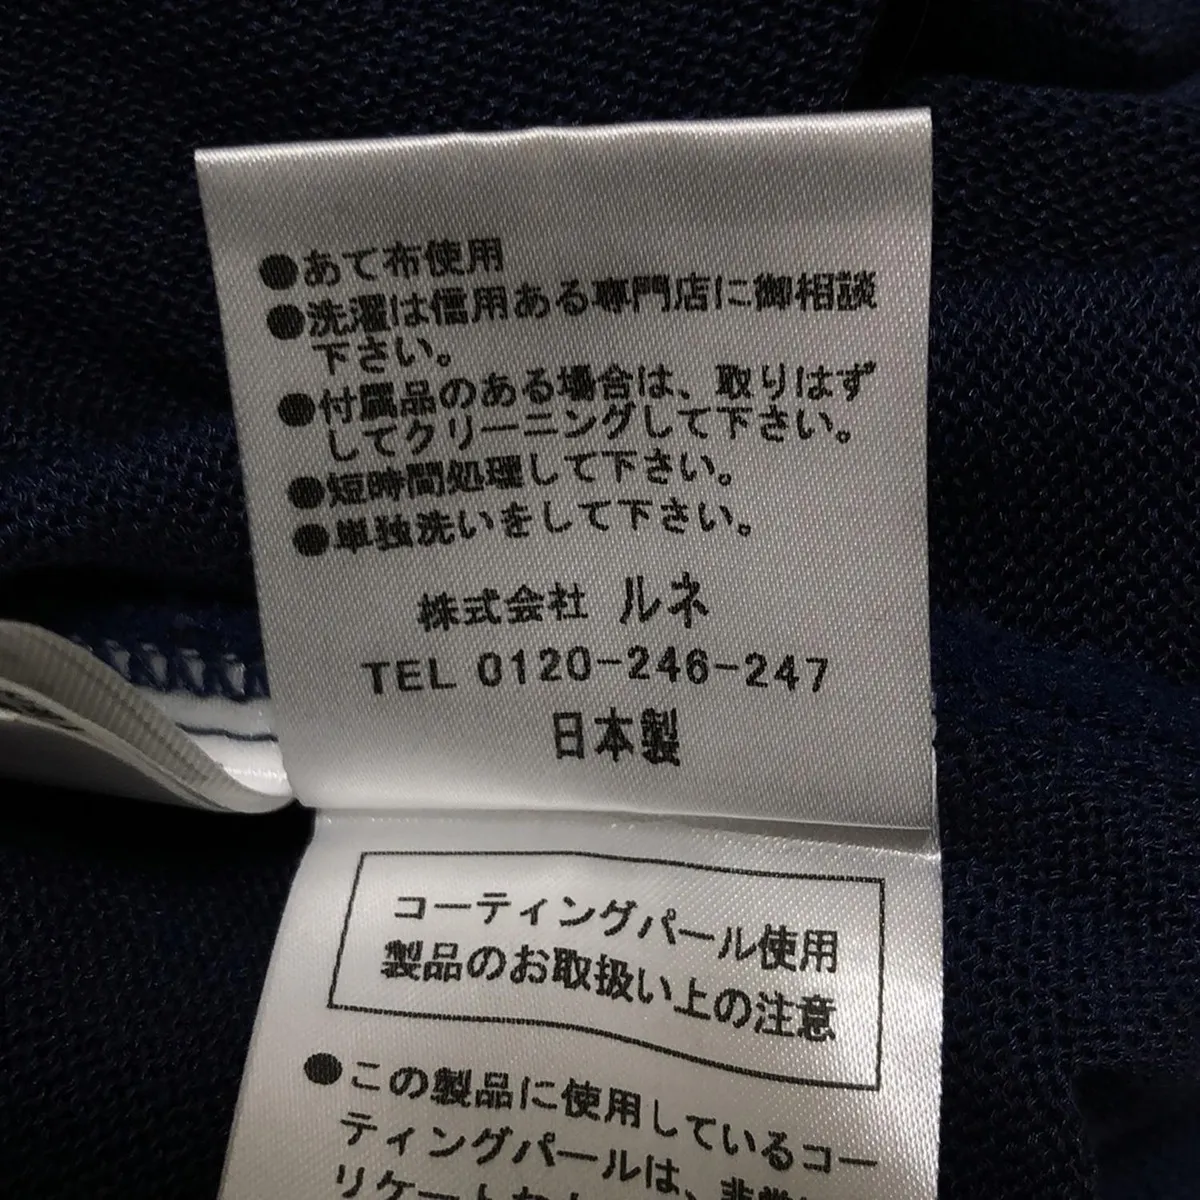 ●あて布使用
●洗濯は信用ある専門店に御相談
下さい。
●付属品のある場合は、取りはず
してクリーニングして下さい。
●短時間処理して下さい。
●単独洗いをして下さい。
株式会社 ルネ
TEL 0120-246-247
日本製
コーティングパール使用
製品のお取扱い上の注意
●この製品に使用しているコー
ティングパールは、非常に
リケート